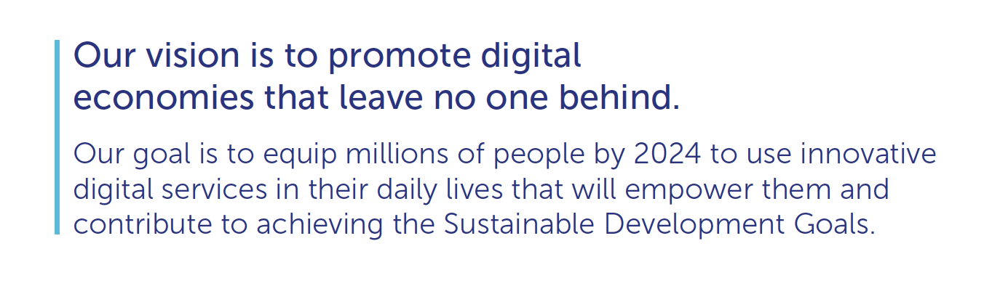 Our vision is to promote digital
economies that leave no one behind.
Our goal is to equip millions of people by 2024 to use innovative
digital services in their daily lives that will empower them and
contribute to achieving the Sustainable Development Goals.